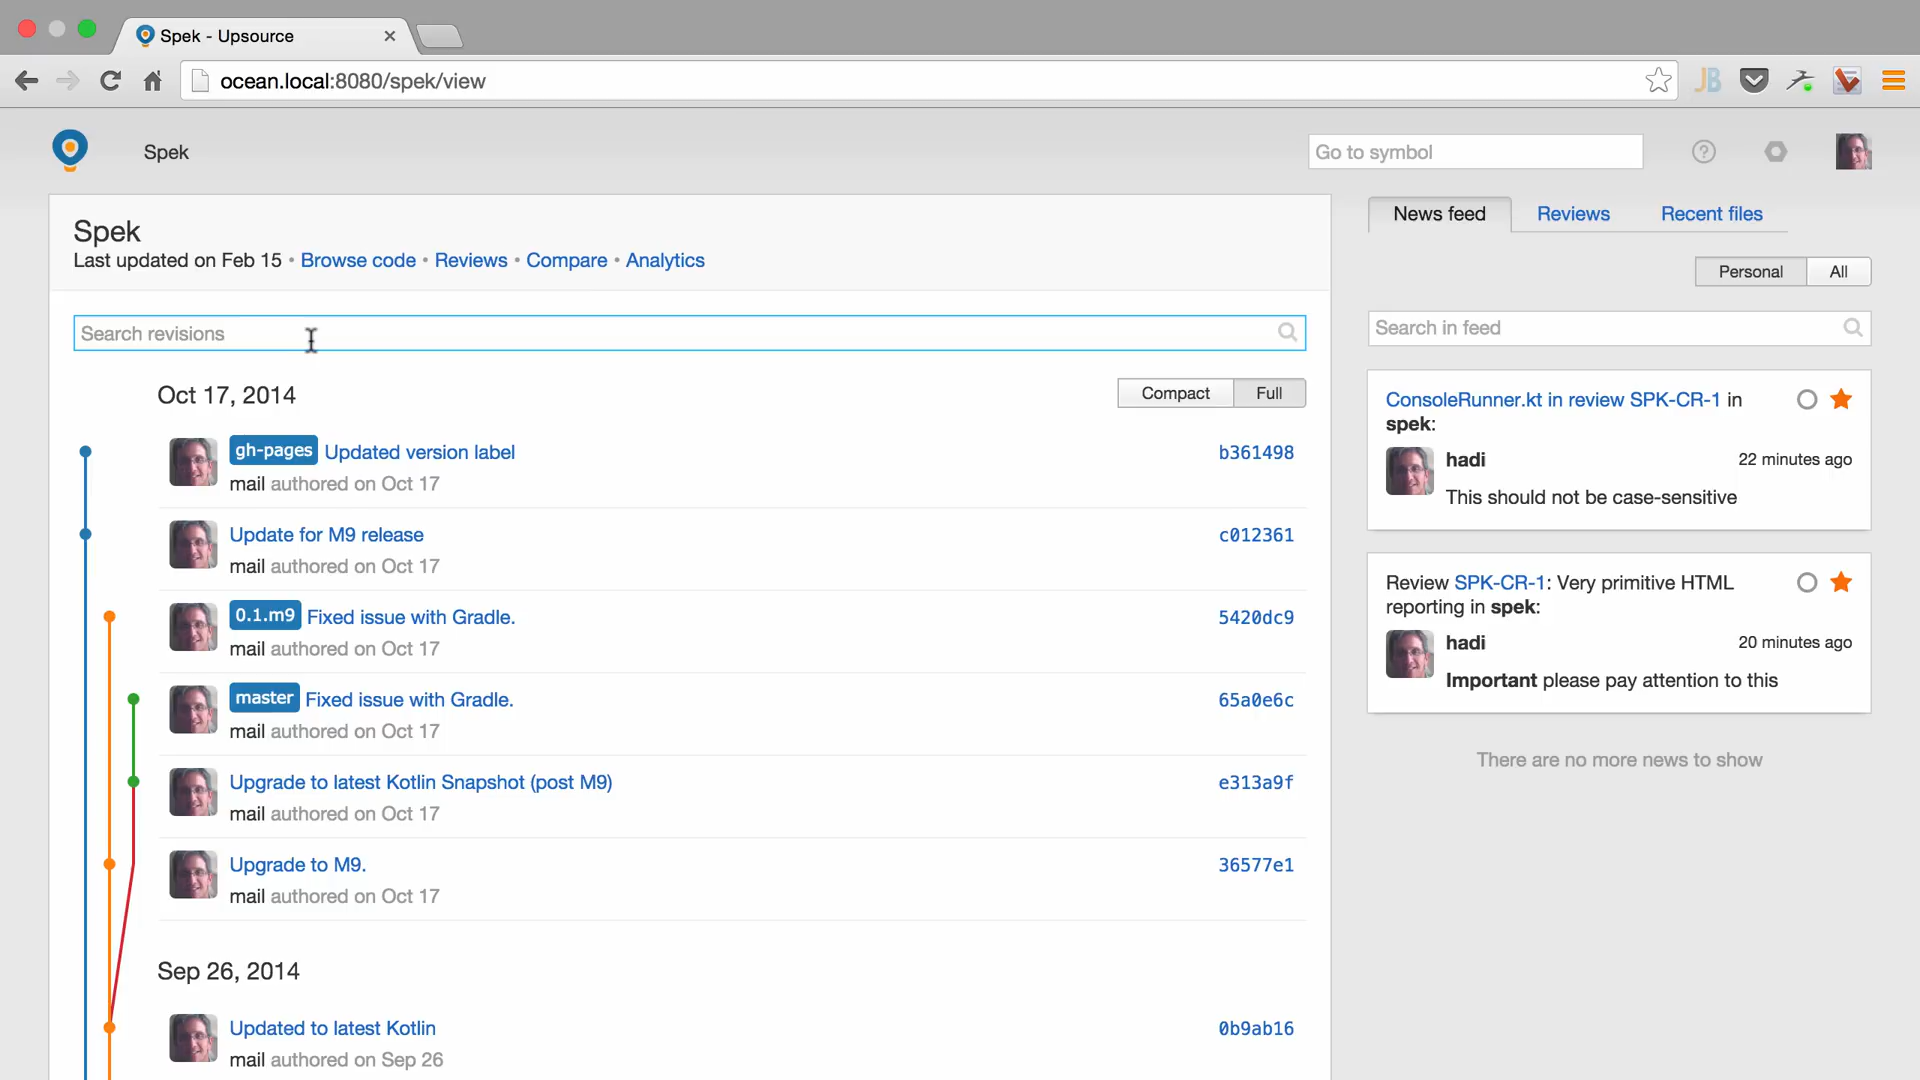 Spek - Upsource
ocean.local:8080/spek/view
JB
Spek
Go to symbol
?
Spek
Last updated on Feb 15 • Browse code • Reviews • Compare • Analytics
Search revisions
Oct 17, 2014
Compact Full
gh-pages Updated version label b361498
mail authored on Oct 17
Update for M9 release c012361
mail authored on Oct 17
0.1.m9 Fixed issue with Gradle. 5420dc9
mail authored on Oct 17
master Fixed issue with Gradle. 65a0e6c
mail authored on Oct 17
Upgrade to latest Kotlin Snapshot (post M9) e313a9f
mail authored on Oct 17
Upgrade to M9. 36577e1
mail authored on Oct 17
Sep 26, 2014
Updated to latest Kotlin 0b9ab16
mail authored on Sep 26
News feed Reviews Recent files
Personal All
Search in feed
ConsoleRunner.kt in review SPK-CR-1 in
spek:
hadi 22 minutes ago
This should not be case-sensitive
Review SPK-CR-1: Very primitive HTML
reporting in spek:
hadi 20 minutes ago
Important please pay attention to this
There are no more news to show